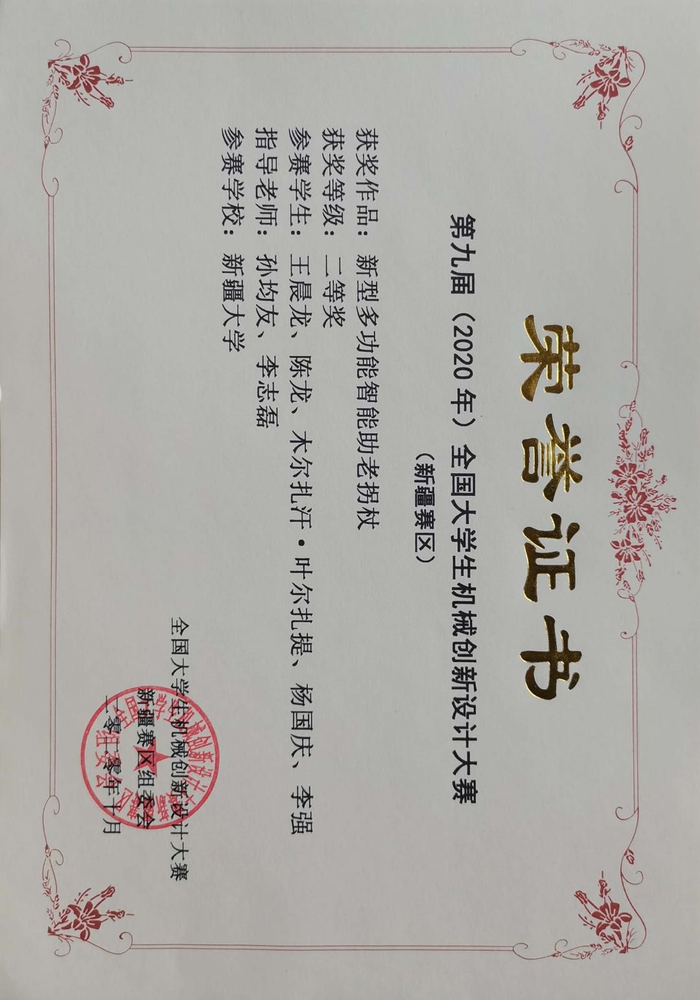 荣誉证书
第九届（2020年）全国大学生机械创新设计大赛
（新疆赛区）
获奖作品：新型多功能智能助老拐杖
获奖等级：二等奖
参赛学生：王晨龙、陈龙、木尔扎汗·叶尔扎提、杨国庆、李强
指导老师：孙均友、李志磊
参赛学校：新疆大学
全国大学生机械创新设计大赛
新疆赛区组委会
二零二零年十月